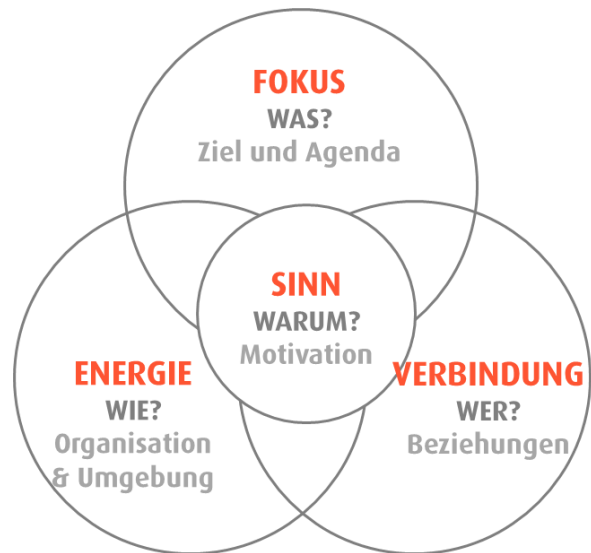 FOKUS
WAS?
Ziel und Agenda
SINN
WARUM?
Motivation
ENERGIE
WIE?
Organisation
& Umgebung
VERBINDUNG
WER?
Beziehungen